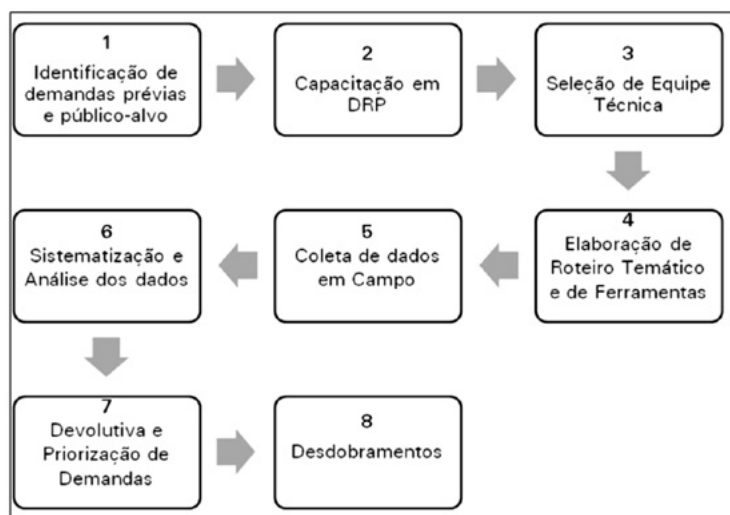 1
Identificação de
demandas prévias
e público-alvo
2
Capacitação em
DRP
3
Seleção de Equipe
Técnica
4
Elaboração de
Roteiro Temático
e de Ferramentas
5
Coleta de dados
em Campo
6
Sistematização e
Análise dos dados
7
Devolutiva e
Priorização de
Demandas
8
Desdobramentos